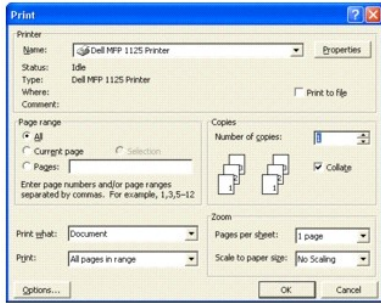 Print
Printer
Name:
Dell MFP 1125 Printer
Properties
Status:
Idle
Type:
Dell MFP 1125 Printer
Where:
Comment:
Print to file
Page range
All
Current page
Selection
Pages:
Enter page numbers and/or page ranges
separated by commas. For example, 1,3,5–12
Copies
Number of copies:
1
Collate
Print what:
Document
Print:
All pages in range
Zoom
Pages per sheet:
1 page
Scale to paper size:
No Scaling
Options...
OK
Cancel